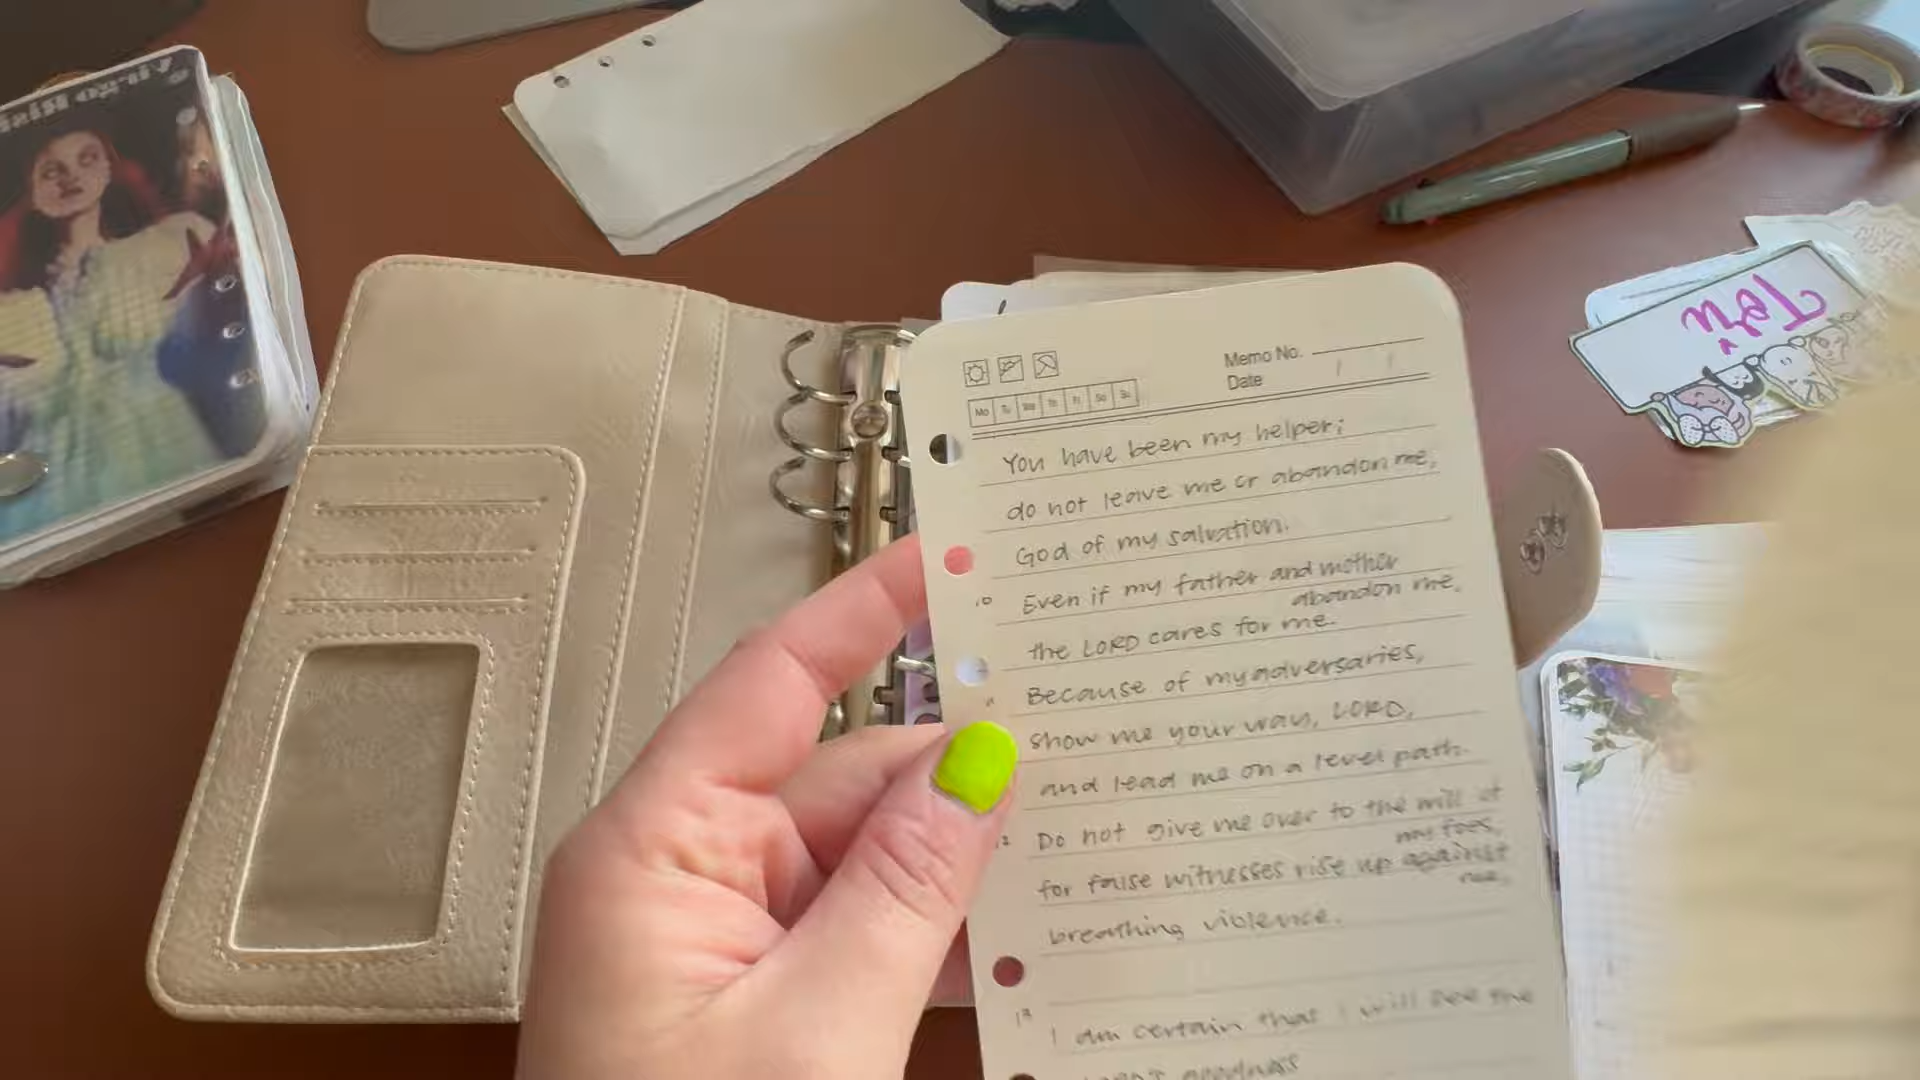 Memo No.
Date / /
Mo Tu We Th Fr Sa Su
You have been my helper;
do not leave me or abandon me,
God of my salvation.
10 Even if my father and mother
abandon me,
the LORD cares for me.
11 Because of my adversaries,
show me your way, LORD,
and lead me on a level path.
12 Do not give me over to the will of
my foes,
for false witnesses rise up against
me,
breathing violence.
13 I am certain that I will see the
LORD'S goodness